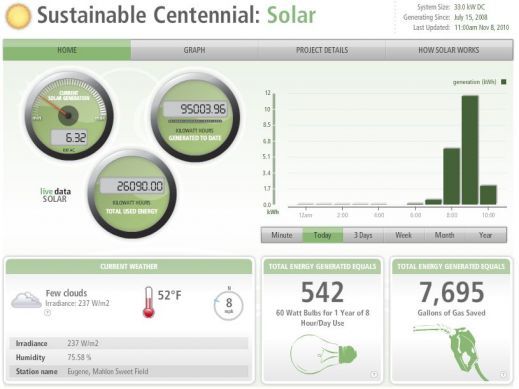 Sustainable Centennial: Solar
System Size: 33.0 kW DC
Generating Since: July 15, 2008
Last Updated: 11:00am Nov 8, 2010
HOME GRAPH PROJECT DETAILS HOW SOLAR WORKS
CURRENT
SOLAR GENERATION
min max
6.32
KW AC
95003.96
KILOWATT HOURS
GENERATED TO DATE
26090.00
KILOWATT HOURS
TOTAL USED ENERGY
live data
SOLAR
generation (kWh)
12
10
8.5
6.8
5.1
3.4
1.7
0.0
kWh
12am 2:00 4:00 6:00 8:00 10:00
Minute Today 3 Days Week Month Year
CURRENT WEATHER
Few clouds
Irradiance: 237 W/m2
52°F
N
8
mph
Irradiance 237 W/m2
Humidity 75.58 %
Station name Eugene, Mahlon Sweet Field
TOTAL ENERGY GENERATED EQUALS
542
60 Watt Bulbs for 1 Year of 8
Hour/Day Use
TOTAL ENERGY GENERATED EQUALS
7,695
Gallons of Gas Saved